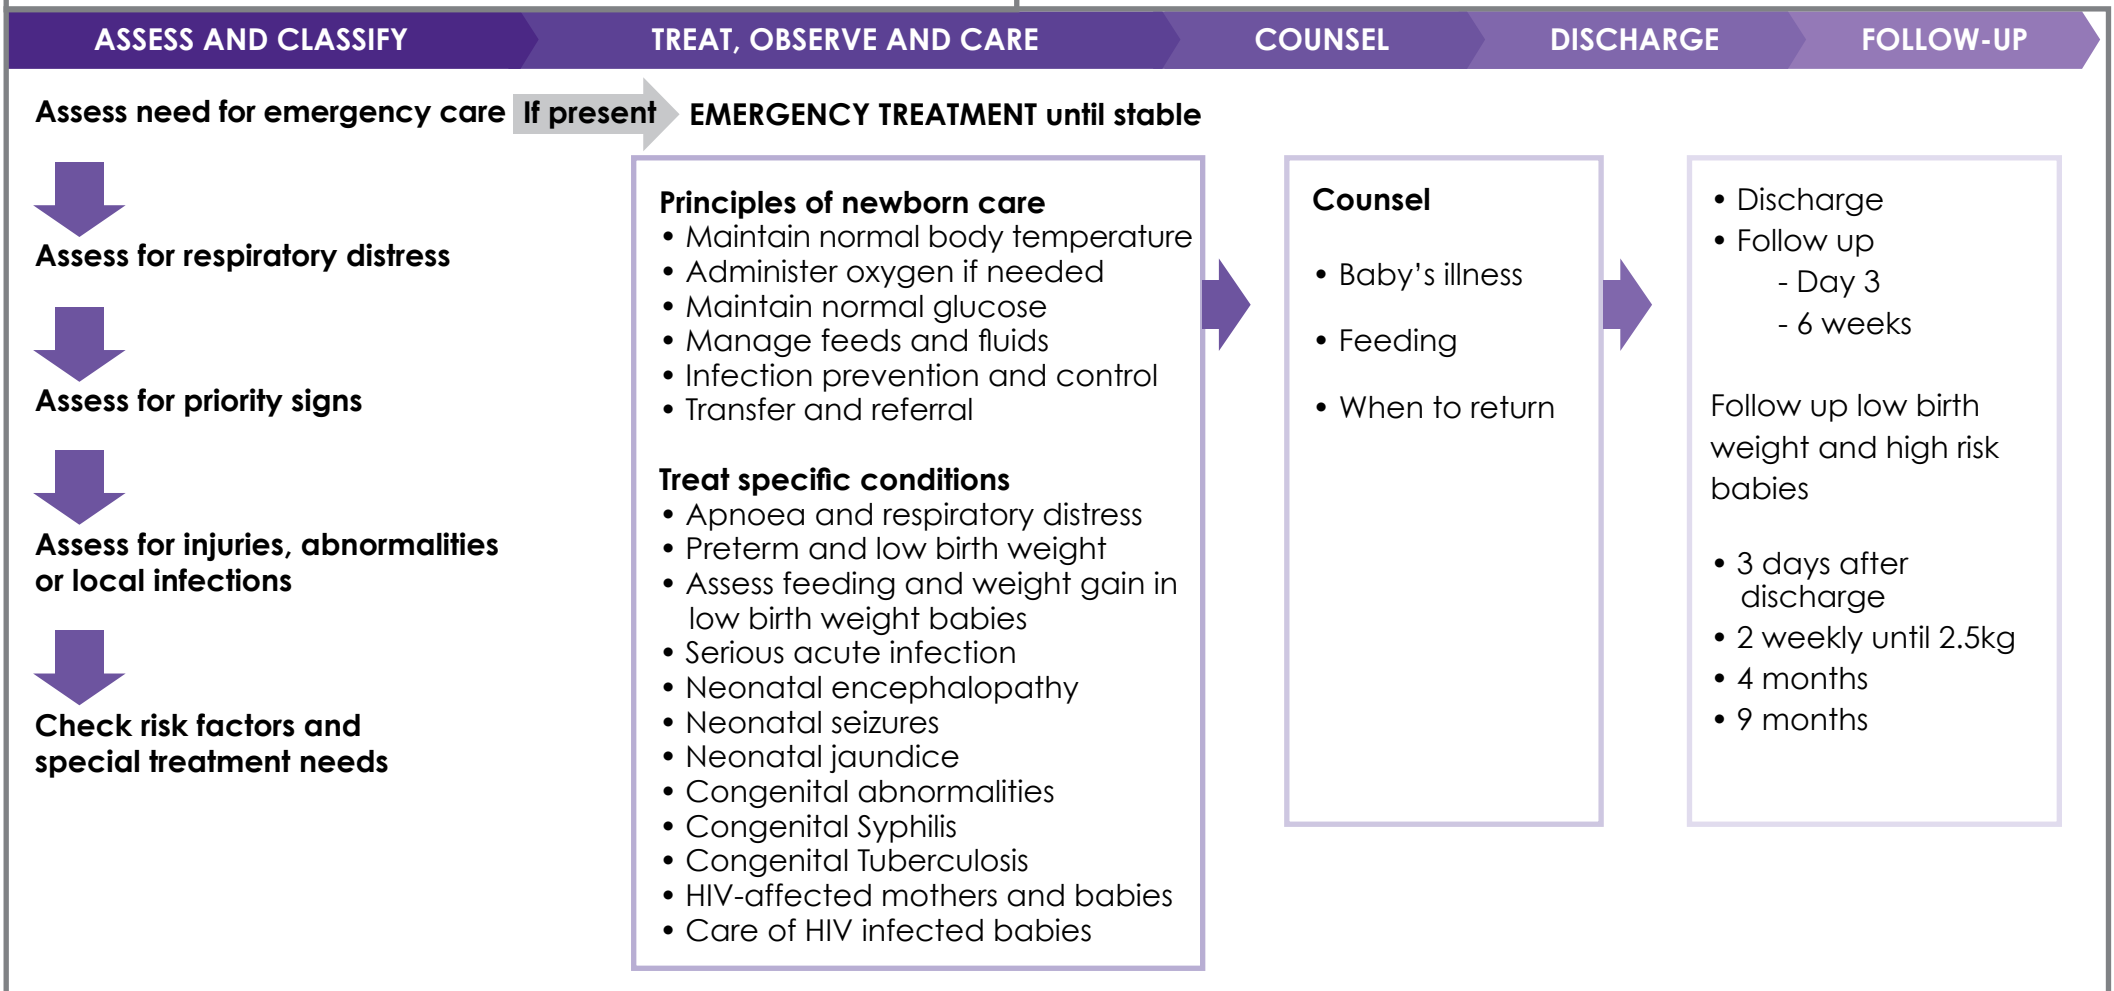 ASSESS AND CLASSIFY
TREAT, OBSERVE AND CARE
COUNSEL
DISCHARGE
FOLLOW-UP
Assess need for emergency care
If present
EMERGENCY TREATMENT until stable
Assess for respiratory distress
Assess for priority signs
Assess for injuries, abnormalities
or local infections
Check risk factors and
special treatment needs
Principles of newborn care
• Maintain normal body temperature
• Administer oxygen if needed
• Maintain normal glucose
• Manage feeds and fluids
• Infection prevention and control
• Transfer and referral
Treat specific conditions
• Apnoea and respiratory distress
• Preterm and low birth weight
• Assess feeding and weight gain in
low birth weight babies
• Serious acute infection
• Neonatal encephalopathy
• Neonatal seizures
• Neonatal jaundice
• Congenital abnormalities
• Congenital Syphilis
• Congenital Tuberculosis
• HIV-affected mothers and babies
• Care of HIV infected babies
Counsel
• Baby’s illness
• Feeding
• When to return
• Discharge
• Follow up
- Day 3
- 6 weeks
Follow up low birth
weight and high risk
babies
• 3 days after
discharge
• 2 weekly until 2.5kg
• 4 months
• 9 months